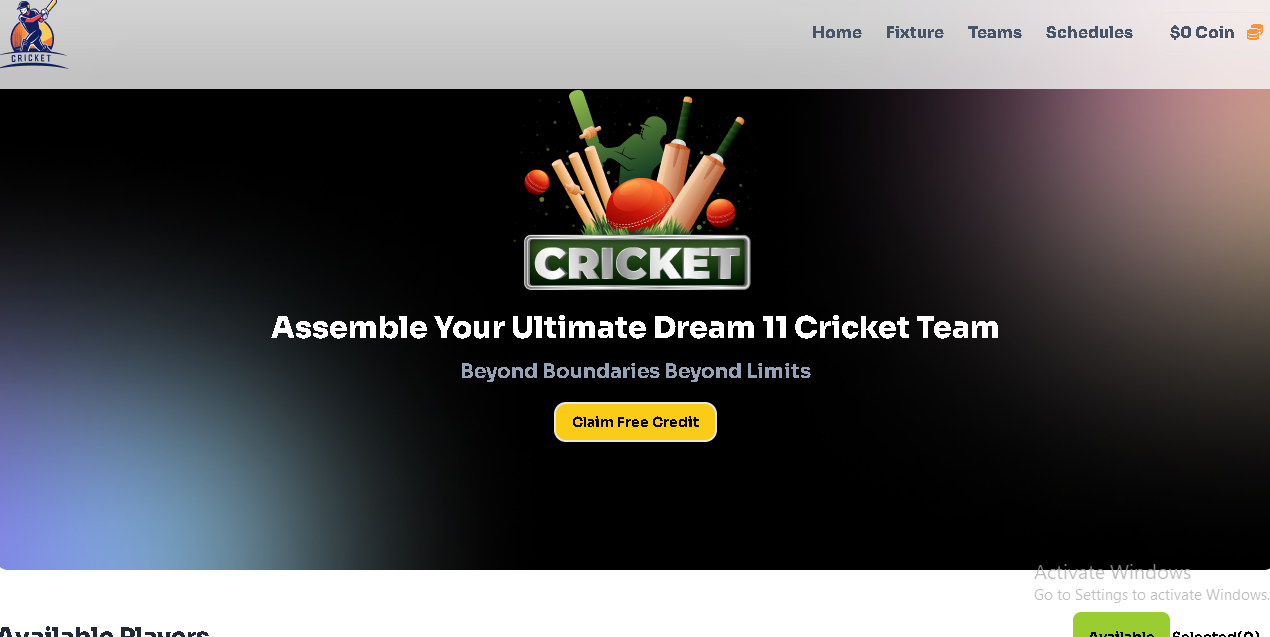 CRICKET
Home Fixture Teams Schedules $0 Coin
CRICKET
Assemble Your Ultimate Dream 11 Cricket Team
Beyond Boundaries Beyond Limits
Claim Free Credit
Activate Windows
Go to Settings to activate Windows.
Available Players
Available Selected(0)